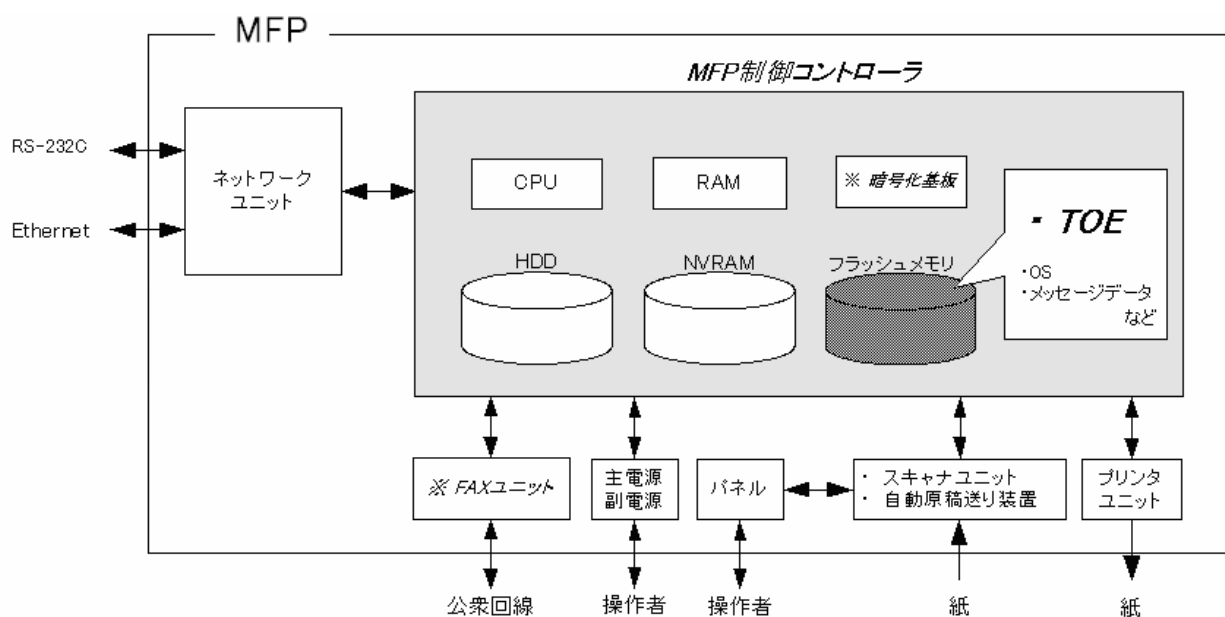 MFP
MFP制御コントローラ
RS-232C
Ethernet
ネットワーク
ユニット
CPU
RAM
※ 暗号化基板
・ TOE
・OS
・メッセージデータ
など
HDD
NVRAM
フラッシュメモリ
※ FAXユニット
主電源
副電源
パネル
・ スキャナユニット
・ 自動原稿送り装置
プリンタ
ユニット
公衆回線
操作者
操作者
紙
紙